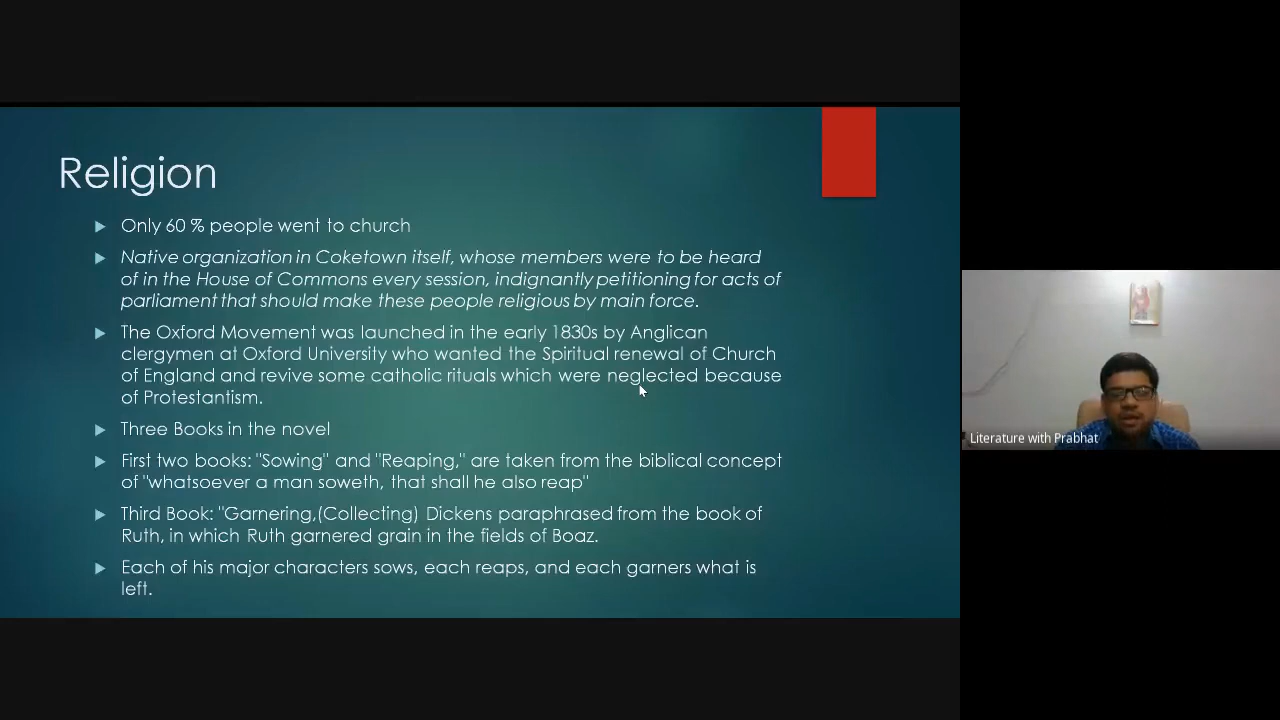 Religion
Only 60 % people went to church
Native organization in Coketown itself, whose members were to be heard
of in the House of Commons every session, indignantly petitioning for acts of
parliament that should make these people religious by main force.
The Oxford Movement was launched in the early 1830s by Anglican
clergymen at Oxford University who wanted the Spiritual renewal of Church
of England and revive some catholic rituals which were neglected because
of Protestantism.
Three Books in the novel
First two books: "Sowing" and "Reaping," are taken from the biblical concept
of "whatsoever a man soweth, that shall he also reap"
Third Book: "Garnering,(Collecting) Dickens paraphrased from the book of
Ruth, in which Ruth garnered grain in the fields of Boaz.
Each of his major characters sows, each reaps, and each garners what is
left.
Literature with Prabhat